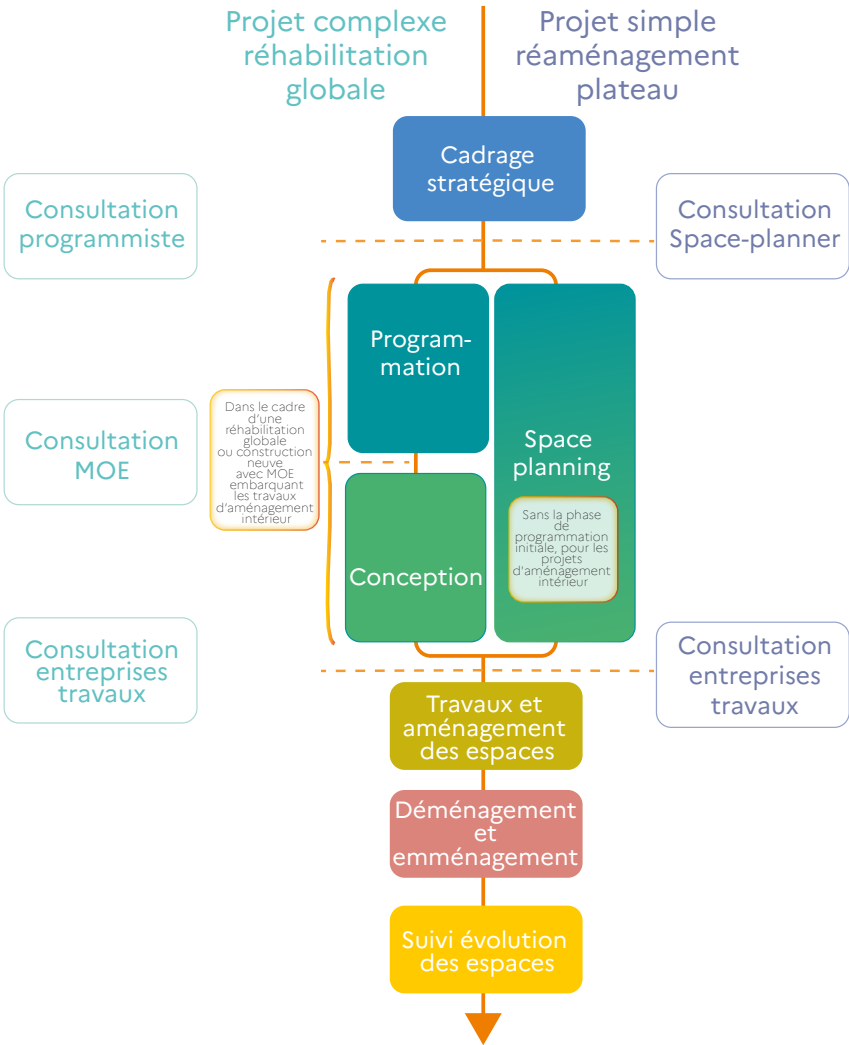 Projet complexe
réhabilitation
globale
Projet simple
réaménagement
plateau
Cadrage
stratégique
Consultation
programmiste
Consultation
Space-planner
Program-
mation
Dans le cadre
d'une
réhabilitation
globale
ou construction
neuve
avec MOE
embarquant
les travaux
d'aménagement
intérieur
Consultation
MOE
Space
planning
Sans la phase
de
programmation
initiale, pour les
projets
d'aménagement
intérieur
Conception
Consultation
entreprises
travaux
Consultation
entreprises
travaux
Travaux et
aménagement
des espaces
Déménagement
et
emménagement
Suivi évolution
des espaces